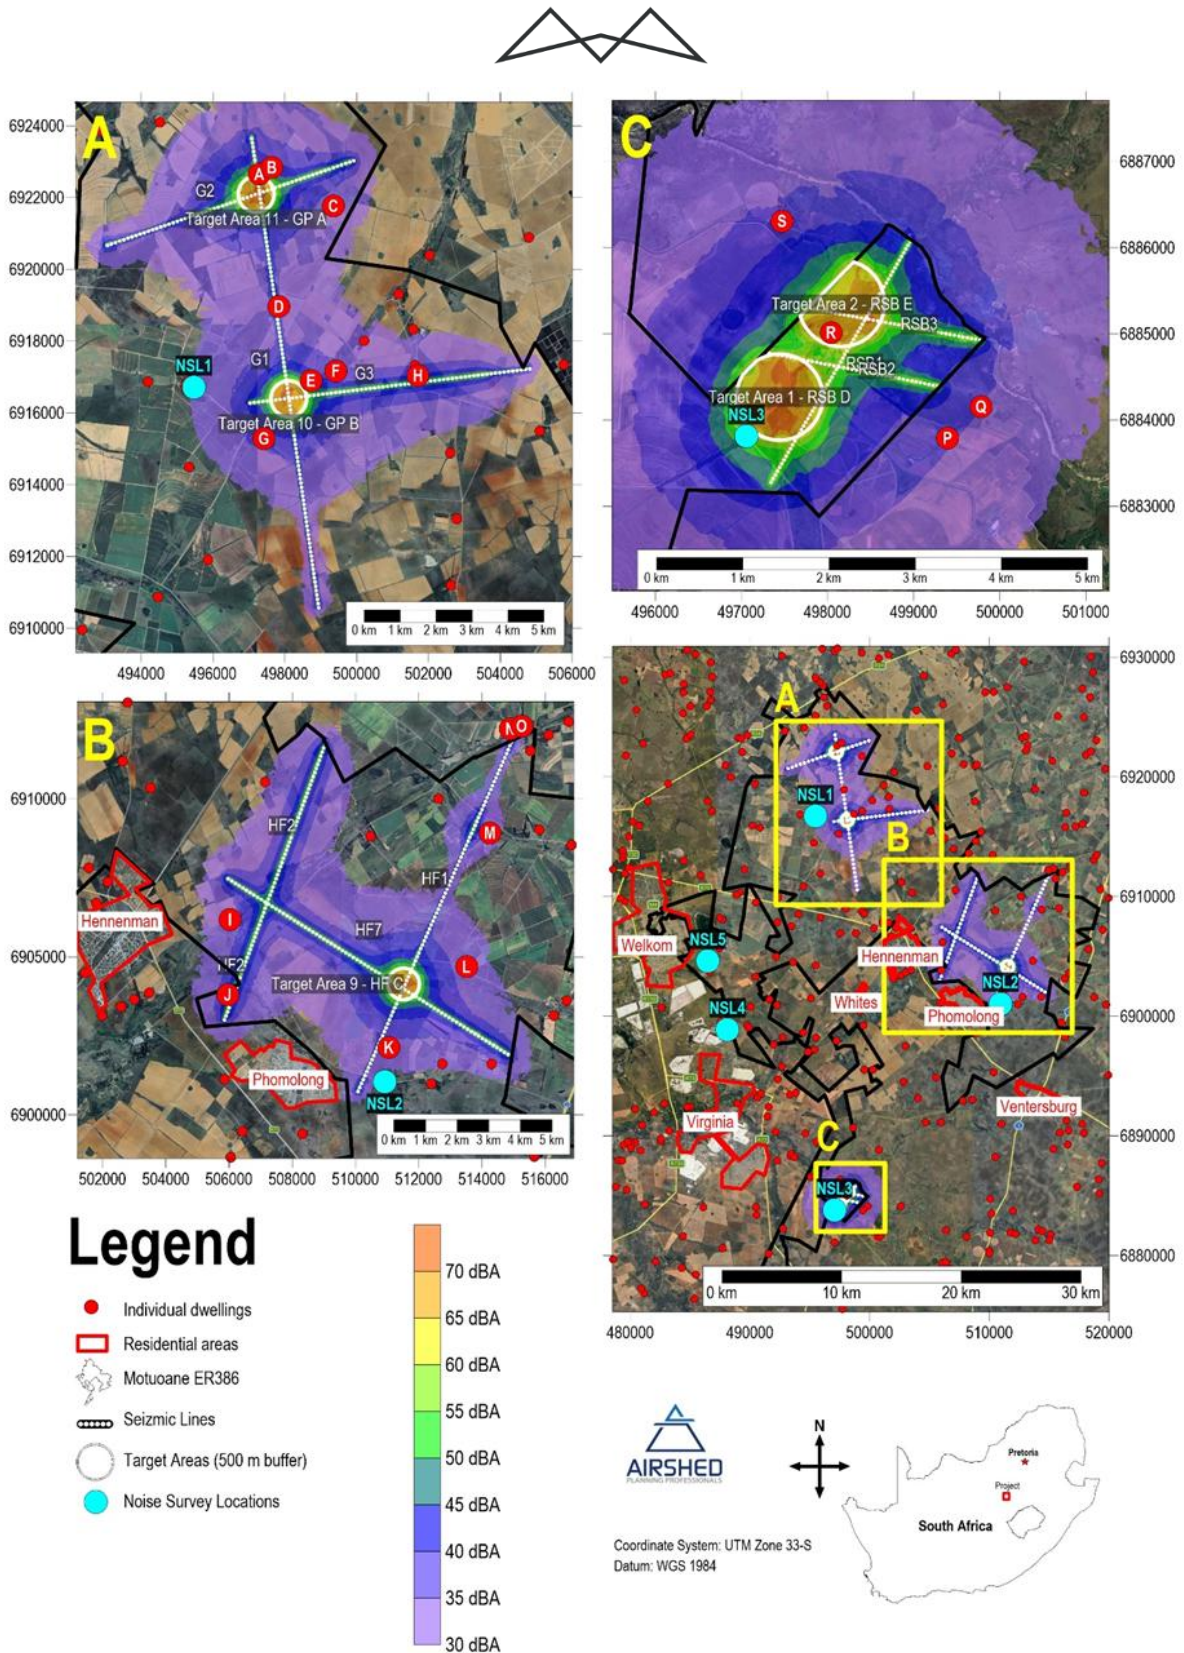 A
6924000
6922000
6920000
6918000
6916000
6914000
6912000
6910000
494000 496000 498000 500000 502000 504000 506000
G2
A
B
C
Target Area 11 - GP A
D
NSL1
G1
E
F
G3
H
Target Area 10 - GP B
G
0 km 1 km 2 km 3 km 4 km 5 km
C
6887000
6886000
6885000
6884000
6883000
S
Target Area 2 - RSB E
R
RSB3
RSB1
RSB2
Target Area 1 - RSB D
NSL3
Q
P
0 km 1 km 2 km 3 km 4 km 5 km
496000 497000 498000 499000 500000 501000
B
6910000
6905000
6900000
O
HF2
M
HF1
Hennenman
I
HF7
HF2
L
Target Area 9 - HF C
J
K
Phomolong
NSL2
0 km 1 km 2 km 3 km 4 km 5 km
502000 504000 506000 508000 510000 512000 514000 516000
6930000
6920000
6910000
6900000
6890000
6880000
A
NSL1
B
Welkom
NSL5
Hennenman
NSL4
Whites
NSL2
Phomolong
Virginia
Ventersburg
C
NSL3
0 km 10 km 20 km 30 km
480000 490000 500000 510000 520000
Legend
Individual dwellings
Residential areas
Motuoane ER386
Seizmic Lines
Target Areas (500 m buffer)
Noise Survey Locations
70 dBA
65 dBA
60 dBA
55 dBA
50 dBA
45 dBA
40 dBA
35 dBA
30 dBA
AIRSHED
PLANNING PROFESSIONALS
N
Pretoria
Project
South Africa
Coordinate System: UTM Zone 33-S
Datum: WGS 1984